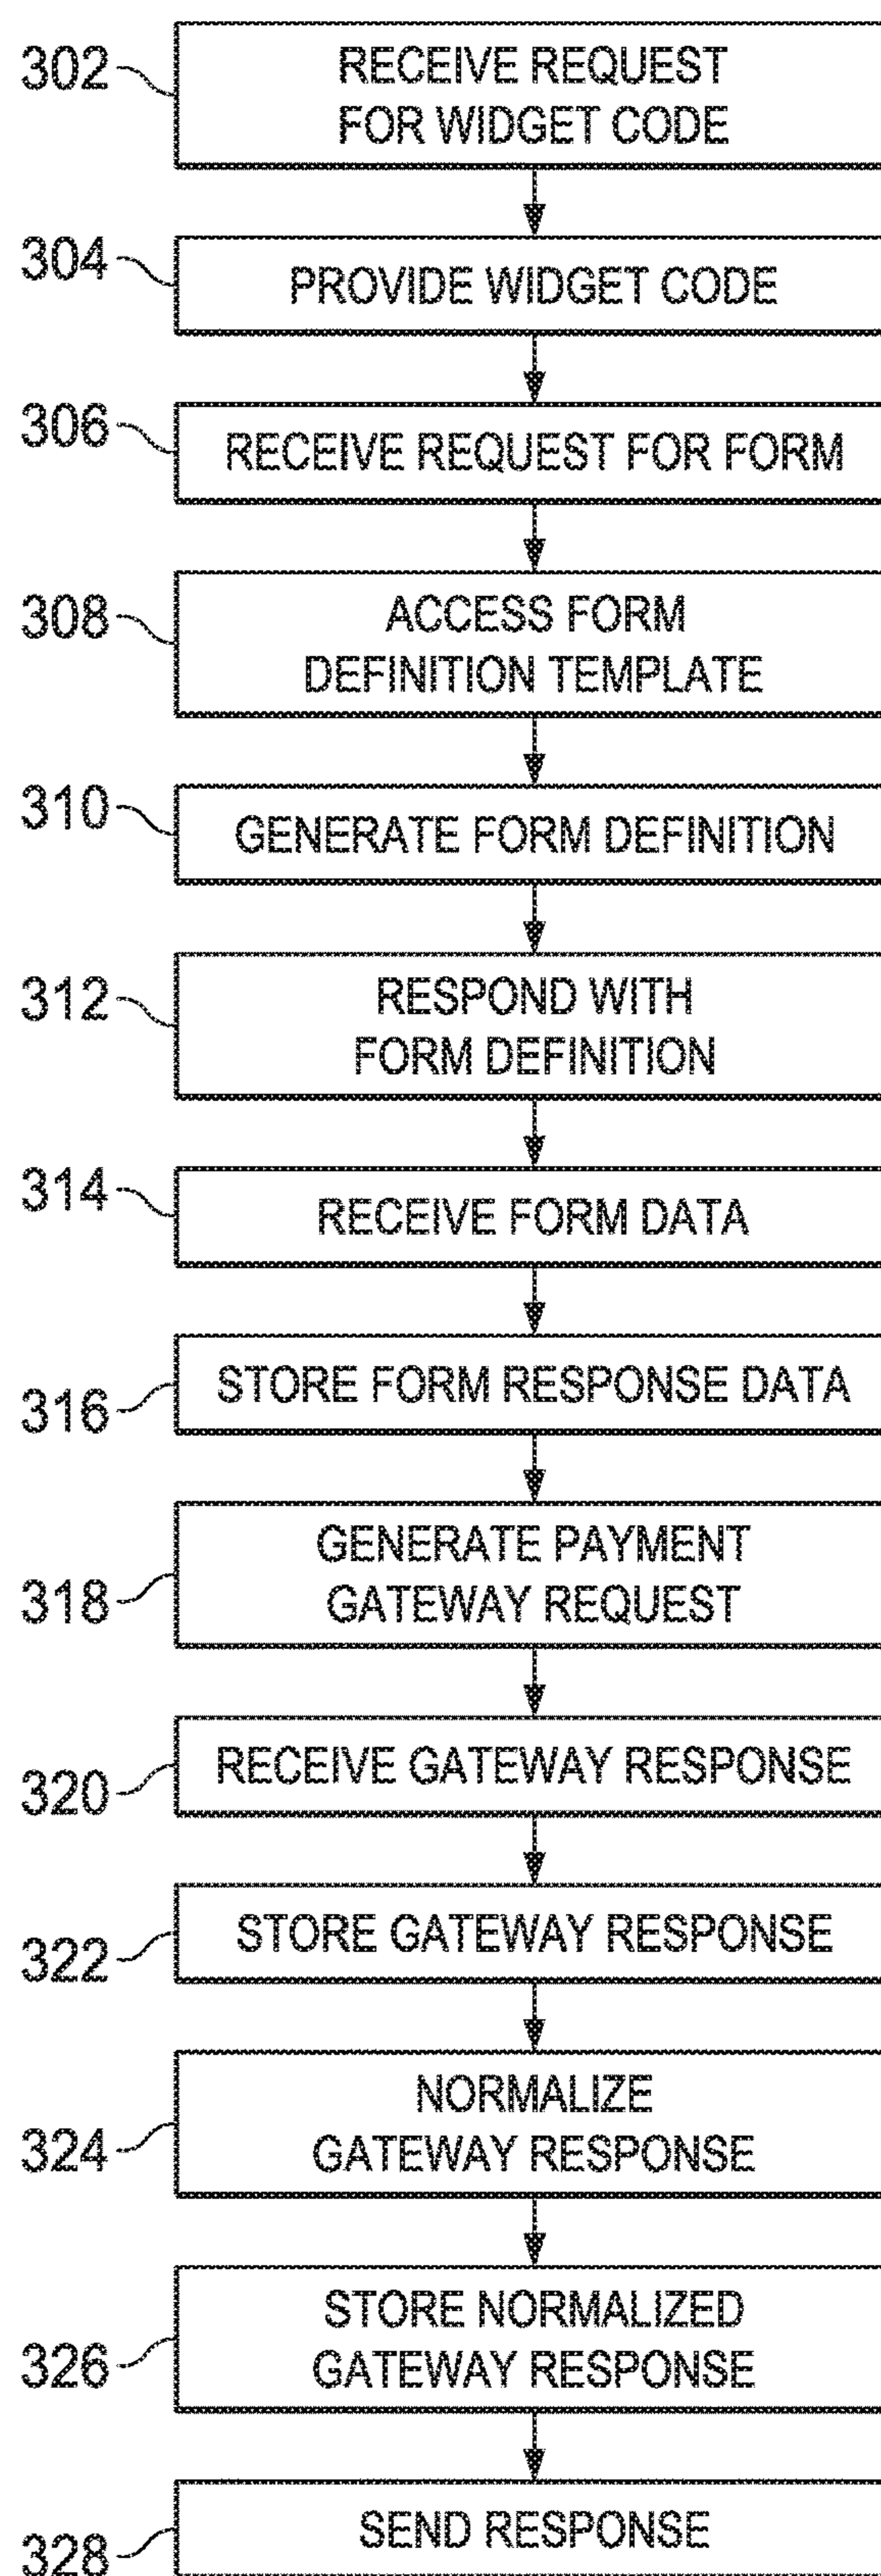 302
RECEIVE REQUEST
FOR WIDGET CODE
304
PROVIDE WIDGET CODE
306
RECEIVE REQUEST FOR FORM
308
ACCESS FORM
DEFINITION TEMPLATE
310
GENERATE FORM DEFINITION
312
RESPOND WITH
FORM DEFINITION
314
RECEIVE FORM DATA
316
STORE FORM RESPONSE DATA
318
GENERATE PAYMENT
GATEWAY REQUEST
320
RECEIVE GATEWAY RESPONSE
322
STORE GATEWAY RESPONSE
324
NORMALIZE
GATEWAY RESPONSE
326
STORE NORMALIZED
GATEWAY RESPONSE
328
SEND RESPONSE